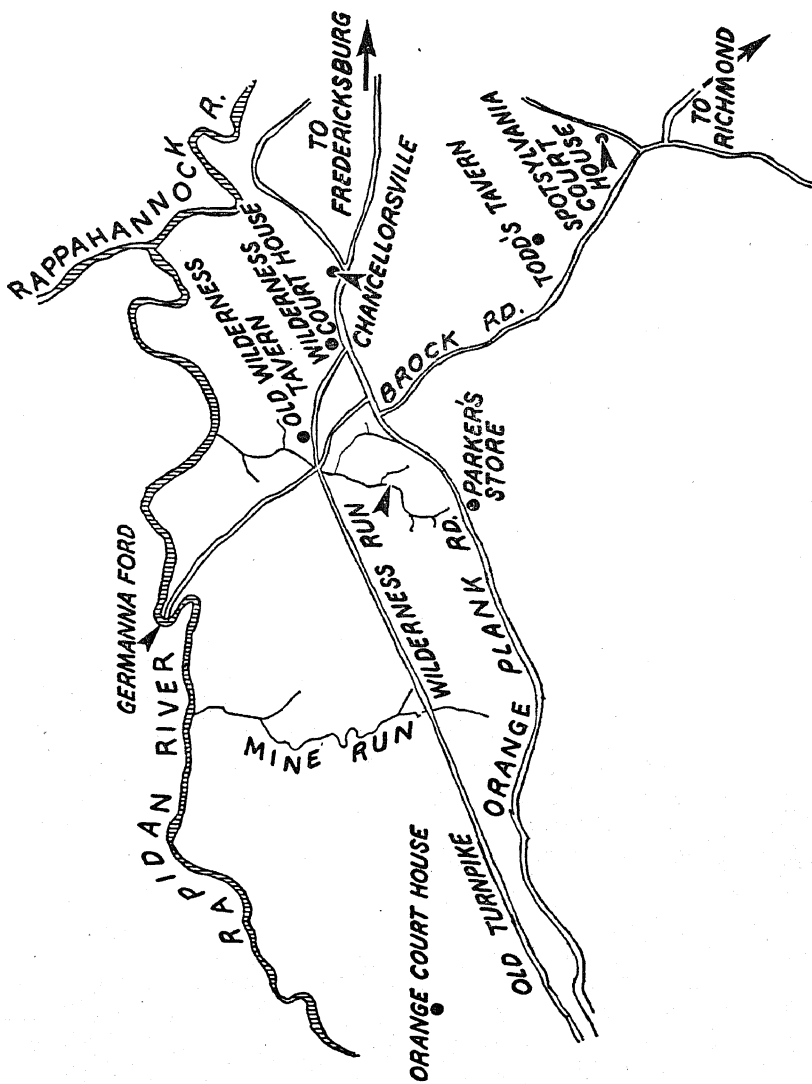 RAPPAHANNOCK R.
TO
FREDERICKSBURG
OLD WILDERNESS
TAVERN
WILDERNESS
COURT HOUSE
CHANCELLORSVILLE
GERMANNA FORD
RAPIDAN RIVER
MINE RUN
WILDERNESS RUN
BROCK RD.
TODD'S TAVERN
SPOTSYLVANIA
COURT
HOUSE
TO
RICHMOND
PARKER'S
STORE
ORANGE PLANK RD.
OLD TURNPIKE
ORANGE COURT HOUSE